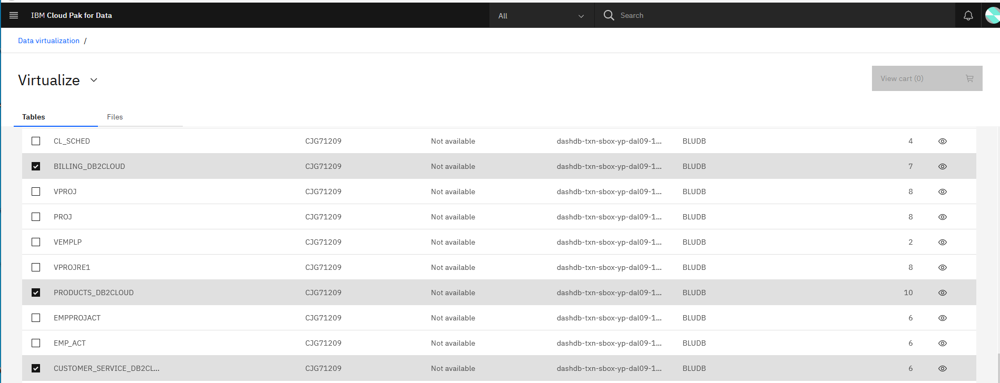 IBM Cloud Pak for Data All Search
Data virtualization /
Virtualize View cart (0)
Tables Files
CL_SCHED CJG71209 Not available dashdb-txn-sbox-yp-dal09-1... BLUDB 4
BILLING_DB2CLOUD CJG71209 Not available dashdb-txn-sbox-yp-dal09-1... BLUDB 7
VPROJ CJG71209 Not available dashdb-txn-sbox-yp-dal09-1... BLUDB 8
PROJ CJG71209 Not available dashdb-txn-sbox-yp-dal09-1... BLUDB 8
VEMPLP CJG71209 Not available dashdb-txn-sbox-yp-dal09-1... BLUDB 2
VPROJRE1 CJG71209 Not available dashdb-txn-sbox-yp-dal09-1... BLUDB 8
PRODUCTS_DB2CLOUD CJG71209 Not available dashdb-txn-sbox-yp-dal09-1... BLUDB 10
EMPPROJACT CJG71209 Not available dashdb-txn-sbox-yp-dal09-1... BLUDB 6
EMP_ACT CJG71209 Not available dashdb-txn-sbox-yp-dal09-1... BLUDB 6
CUSTOMER_SERVICE_DB2CL... CJG71209 Not available dashdb-txn-sbox-yp-dal09-1... BLUDB 6